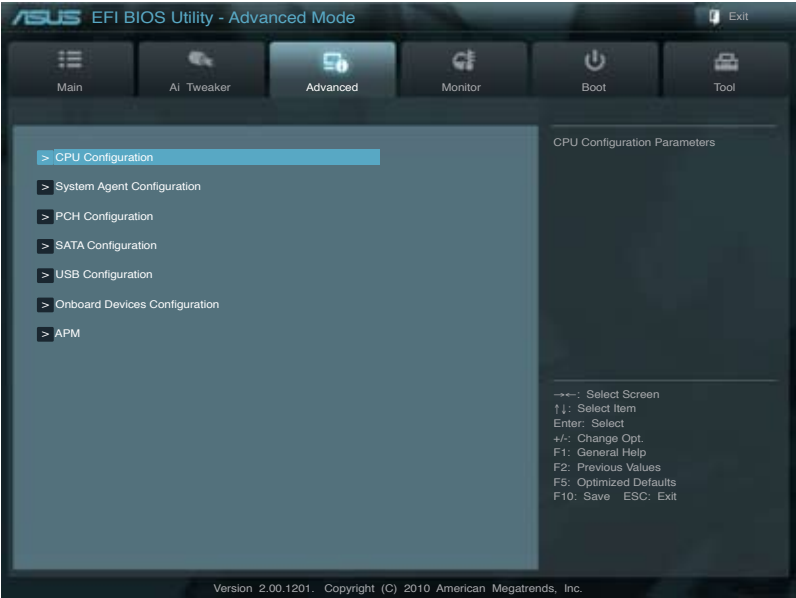 ASUS EFI BIOS Utility - Advanced Mode
Exit
Main
Ai Tweaker
Advanced
Monitor
Boot
Tool
> CPU Configuration
> System Agent Configuration
> PCH Configuration
> SATA Configuration
> USB Configuration
> Onboard Devices Configuration
> APM
CPU Configuration Parameters
→←: Select Screen
↑↓: Select Item
Enter: Select
+/-: Change Opt.
F1: General Help
F2: Previous Values
F5: Optimized Defaults
F10: Save ESC: Exit
Version 2.00.1201. Copyright (C) 2010 American Megatrends, Inc.